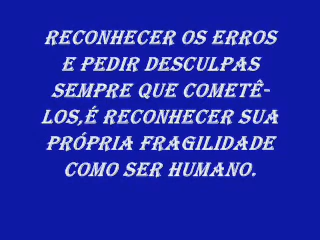 RECONHECER OS ERROS
E PEDIR DESCULPAS
SEMPRE QUE COMETÊ-
LOS,É RECONHECER SUA
PRÓPRIA FRAGILIDADE
COMO SER HUMANO.